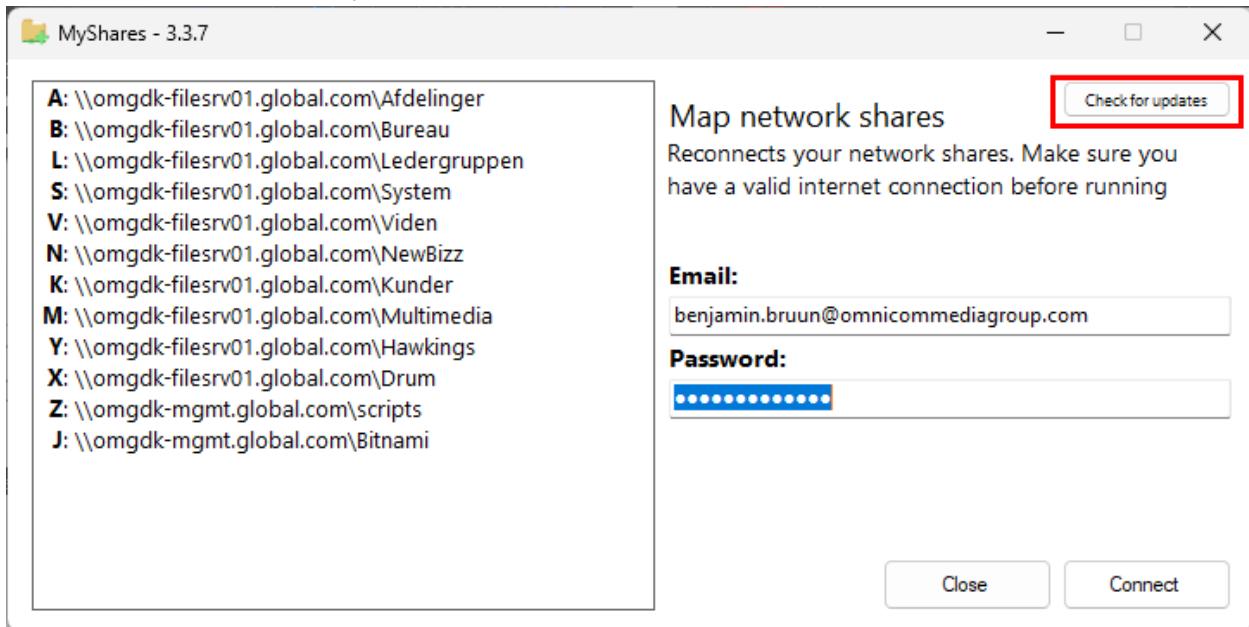 MyShares - 3.3.7
A: \\omgdk-filesrv01.global.com\Afdelinger
B: \\omgdk-filesrv01.global.com\Bureau
L: \\omgdk-filesrv01.global.com\Ledergruppen
S: \\omgdk-filesrv01.global.com\System
V: \\omgdk-filesrv01.global.com\Viden
N: \\omgdk-filesrv01.global.com\NewBizz
K: \\omgdk-filesrv01.global.com\Kunder
M: \\omgdk-filesrv01.global.com\Multimedia
Y: \\omgdk-filesrv01.global.com\Hawkings
X: \\omgdk-filesrv01.global.com\Drum
Z: \\omgdk-mgmt.global.com\scripts
J: \\omgdk-mgmt.global.com\Bitnami
Check for updates
Map network shares
Reconnects your network shares. Make sure you
have a valid internet connection before running
Email:
benjamin.bruun@omnicommediagroup.com
Password:
●●●●●●●●●●●●●
Close
Connect